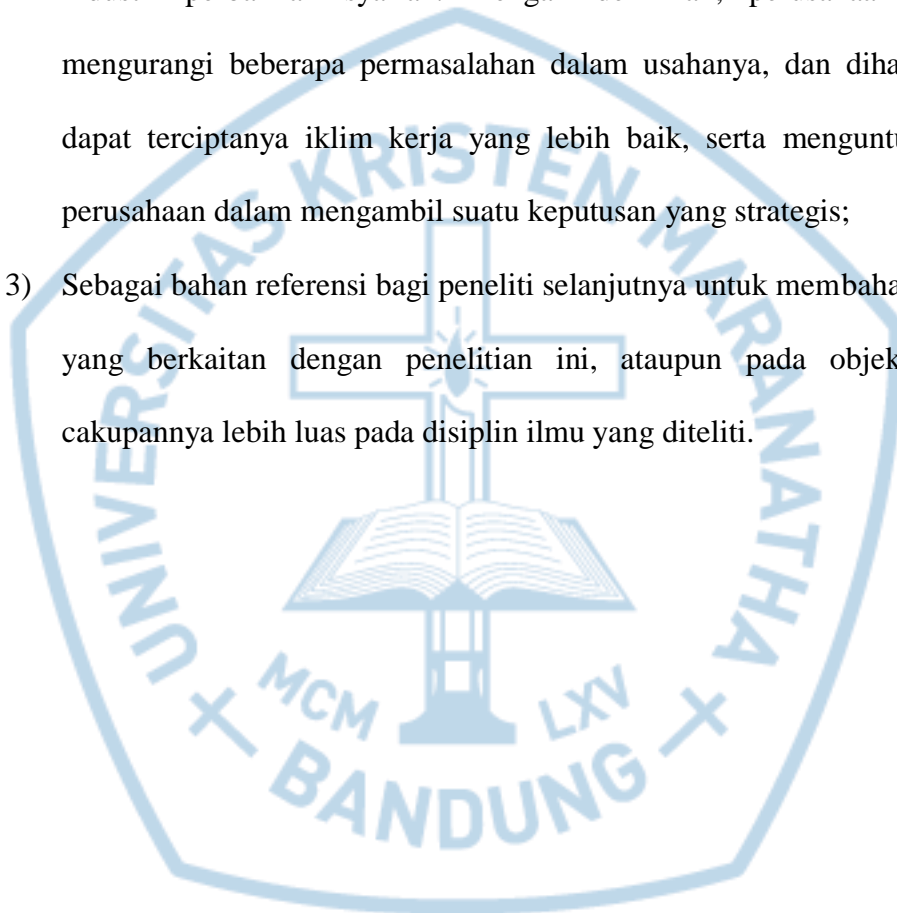 perusahaan
mengurangi beberapa permasalahan dalam usahanya, dan diha
dapat terciptanya iklim kerja yang lebih baik, serta menguntu
perusahaan dalam mengambil suatu keputusan yang strategis;
3) Sebagai bahan referensi bagi peneliti selanjutnya untuk membaha
yang berkaitan dengan penelitian ini, ataupun pada objek
cakupannya lebih luas pada disiplin ilmu yang diteliti.
UNIVERSITAS KRISTEN MARANATHA
MCM LXV
BANDUNG